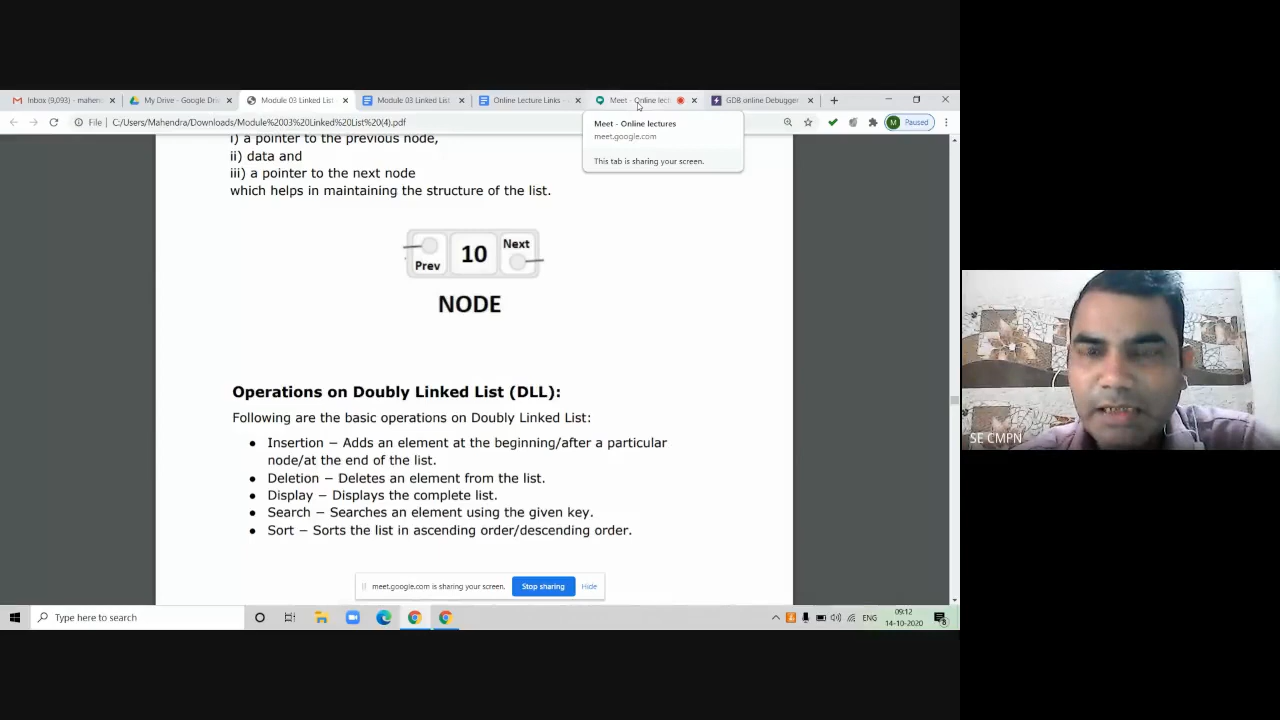 Inbox (9,093) - mahen
My Drive - Google Driv
Module 03 Linked List
Module 03 Linked List
Online Lecture Links -
Meet - Online lect
GDB online Debugger
File
C:/Users/Mahendra/Downloads/Module%2003%20Linked%20List%20(4).pdf
M
Paused
Meet - Online lectures
meet.google.com
This tab is sharing your screen.
i) a pointer to the previous node,
ii) data and
iii) a pointer to the next node
which helps in maintaining the structure of the list.
Prev
10
Next
NODE
Operations on Doubly Linked List (DLL):
Following are the basic operations on Doubly Linked List:
• Insertion − Adds an element at the beginning/after a particular
node/at the end of the list.
• Deletion − Deletes an element from the list.
• Display − Displays the complete list.
• Search − Searches an element using the given key.
• Sort − Sorts the list in ascending order/descending order.
meet.google.com is sharing your screen.
Stop sharing
Hide
SE CMPN
Type here to search
ENG
09:12
14-10-2020